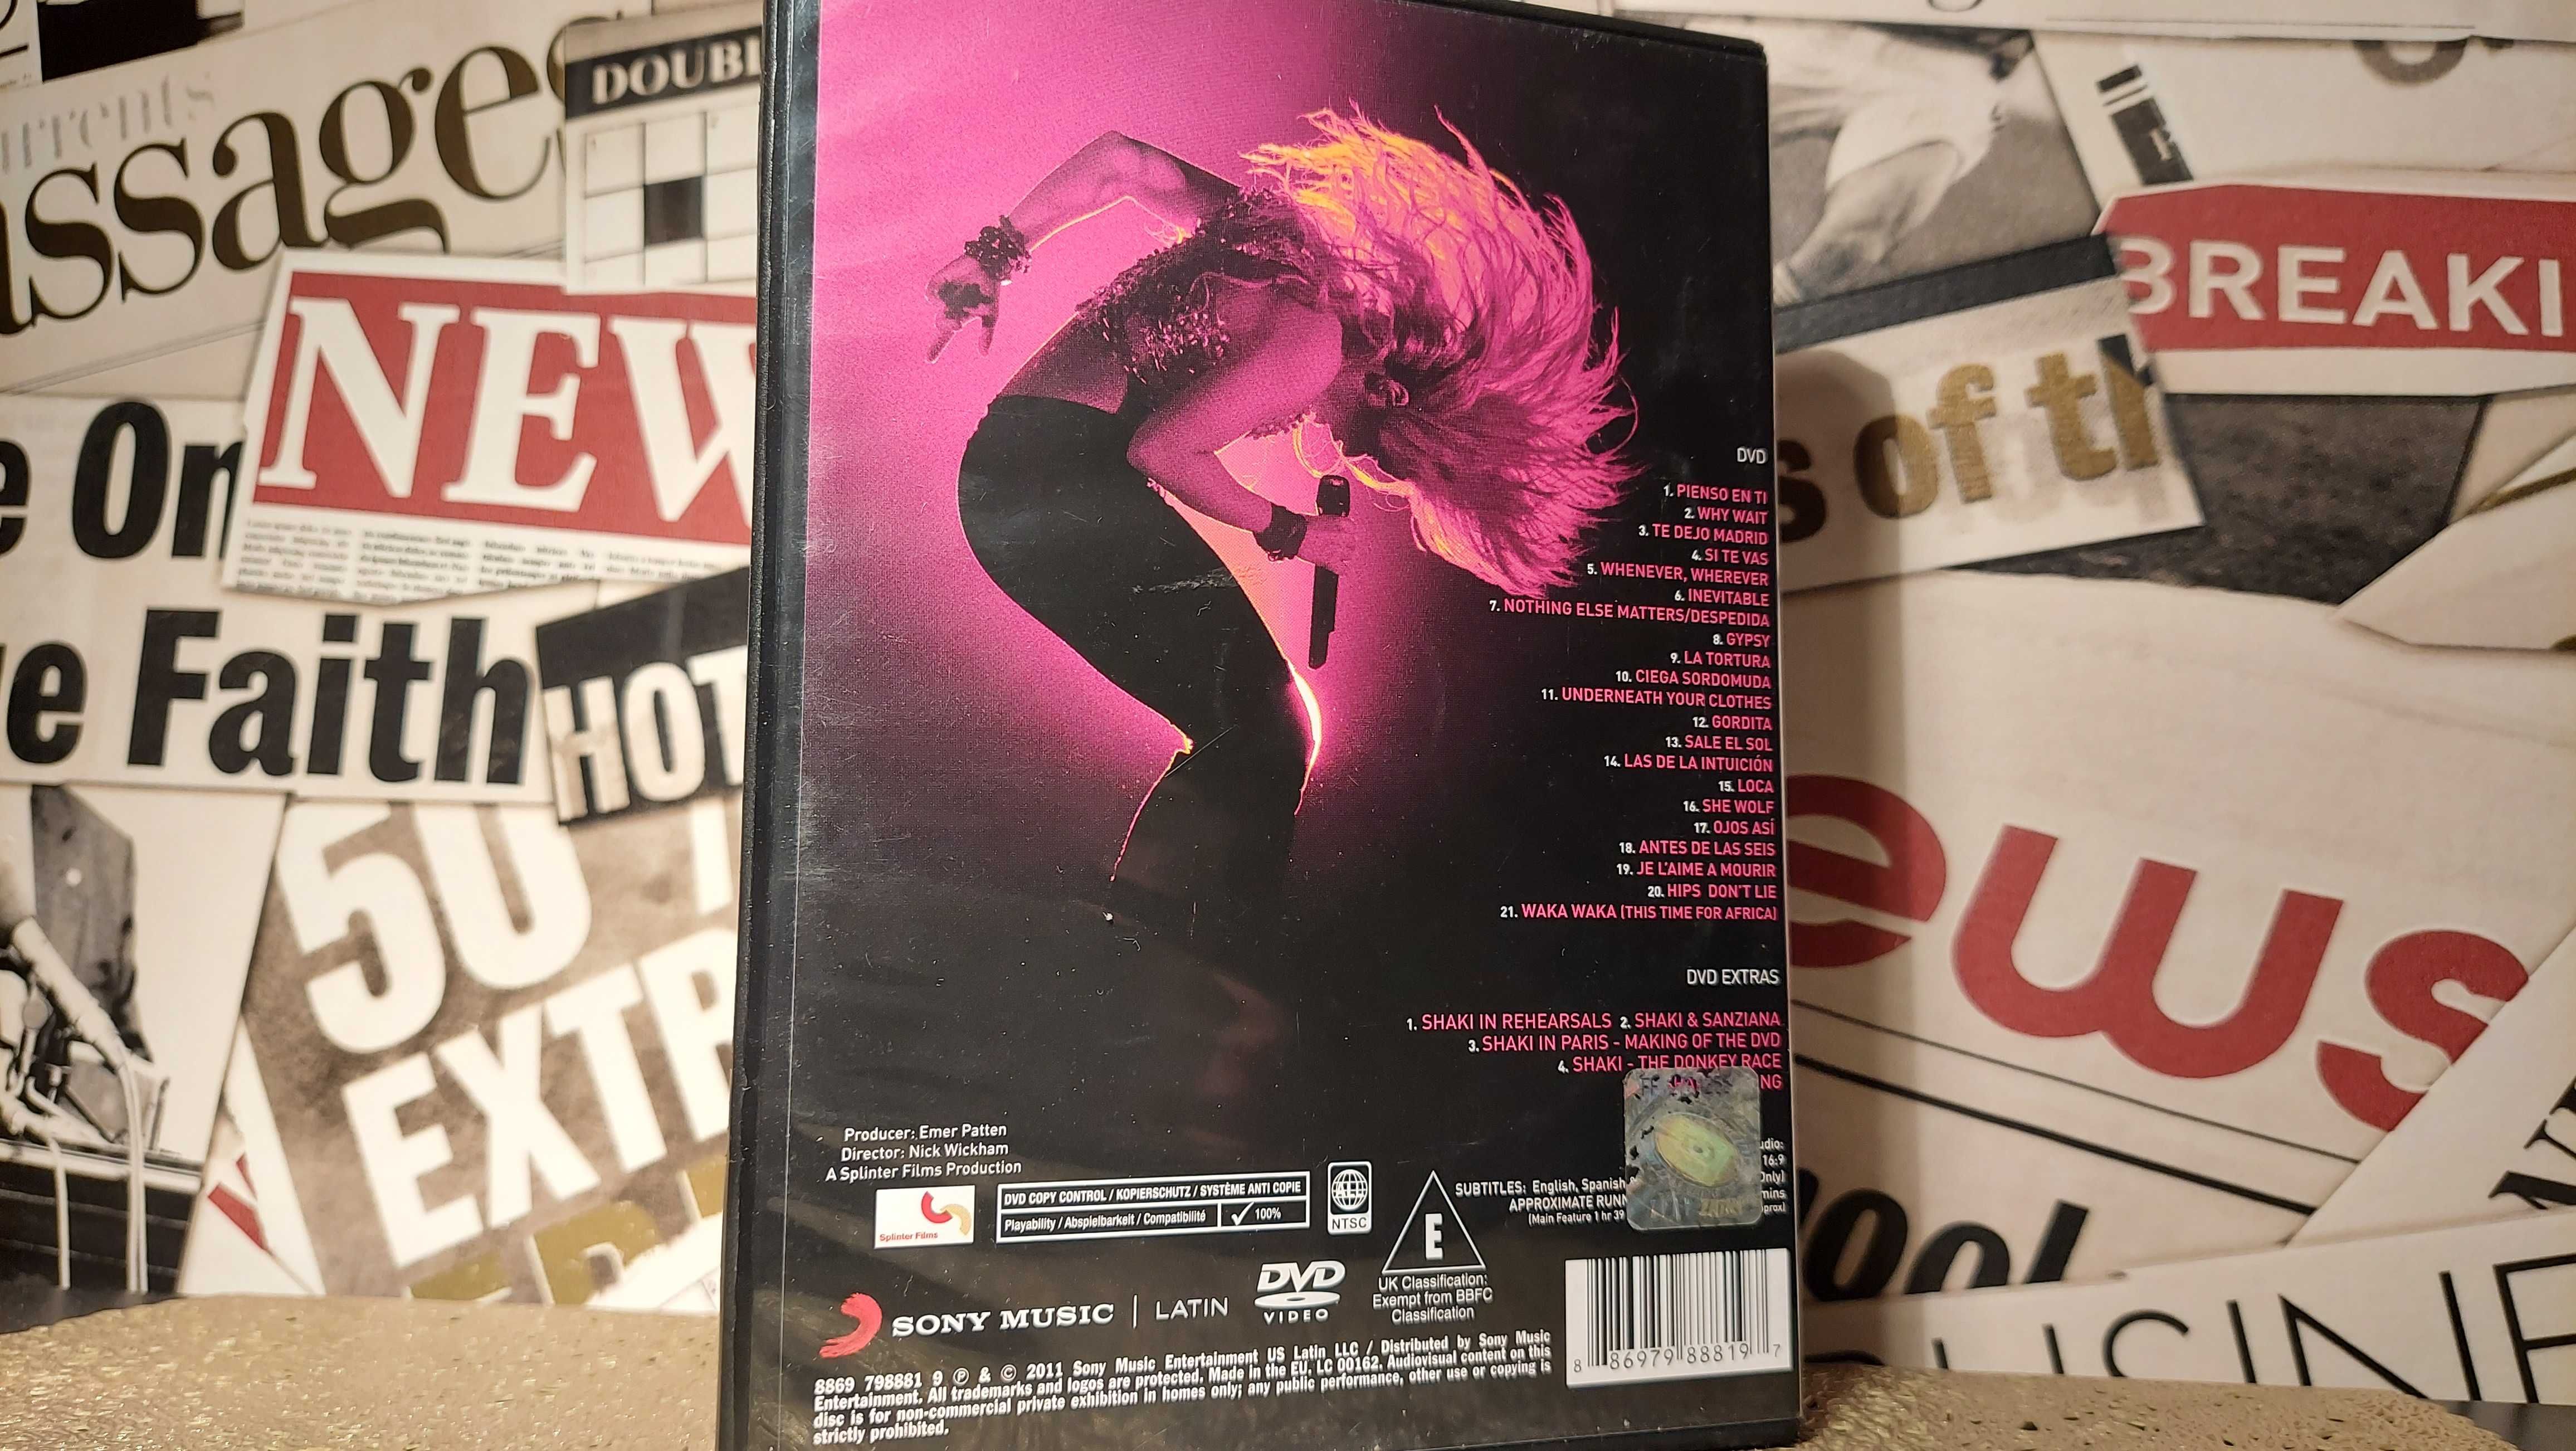 ssages
DOUBL
NEW
e On
e Faith
HOT
50
EXTR
BREAKI
s of th
ews
DVD
1. PIENSO EN TI
2. WHY WAIT
3. TE DEJO MADRID
4. SI TE VAS
5. WHENEVER, WHEREVER
6. INEVITABLE
7. NOTHING ELSE MATTERS/DESPEDIDA
8. GYPSY
9. LA TORTURA
10. CIEGA SORDOMUDA
11. UNDERNEATH YOUR CLOTHES
12. GORDITA
13. SALE EL SOL
14. LAS DE LA INTUICIÓN
15. LOCA
16. SHE WOLF
17. OJOS ASÍ
18. ANTES DE LAS SEIS
19. JE L'AIME A MOURIR
20. HIPS DON'T LIE
21. WAKA WAKA (THIS TIME FOR AFRICA)
DVD EXTRAS
1. SHAKI IN REHEARSALS 2. SHAKI & SANZIANA
3. SHAKI IN PARIS - MAKING OF THE DVD
4. SHAKI - THE DONKEY RACE
NG
Producer: Emer Patten
Director: Nick Wickham
A Splinter Films Production
Splinter Films
DVD COPY CONTROL / KOPIERSCHUTZ / SYSTÈME ANTI COPIE
Playability / Abspielbarkeit / Compatibilité 100%
ALL
NTSC
E
UK Classification:
Exempt from BBFC
Classification
SUBTITLES: English, Spanish
APPROXIMATE RUNN
(Main Feature 1 hr 39
udio:
16:9
Only)
mins
prox)
SONY MUSIC | LATIN
DVD
VIDEO
8869 798881 9 ℗ & © 2011 Sony Music Entertainment US Latin LLC / Distributed by Sony Music
Entertainment. All trademarks and logos are protected. Made in the EU. LC 00162. Audiovisual content on this
disc is for non-commercial private exhibition in homes only; any public performance, other use or copying is
strictly prohibited.
8 86979 88819 7